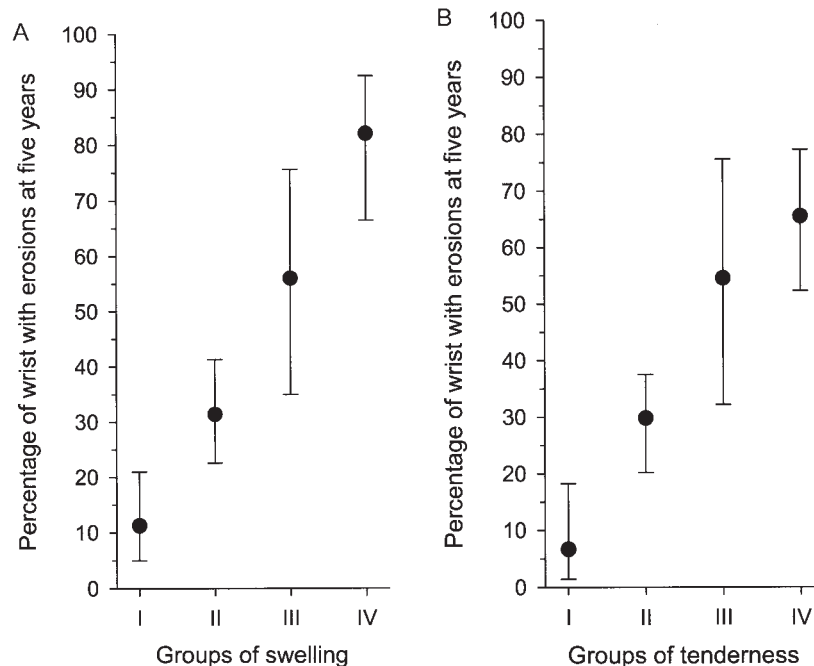 A
Percentage of wrist with erosions at five years
100
90
80
70
60
50
40
30
20
10
0
I II III IV
Groups of swelling
B
Percentage of wrist with erosions at five years
100
90
80
70
60
50
40
30
20
10
0
I II III IV
Groups of tenderness